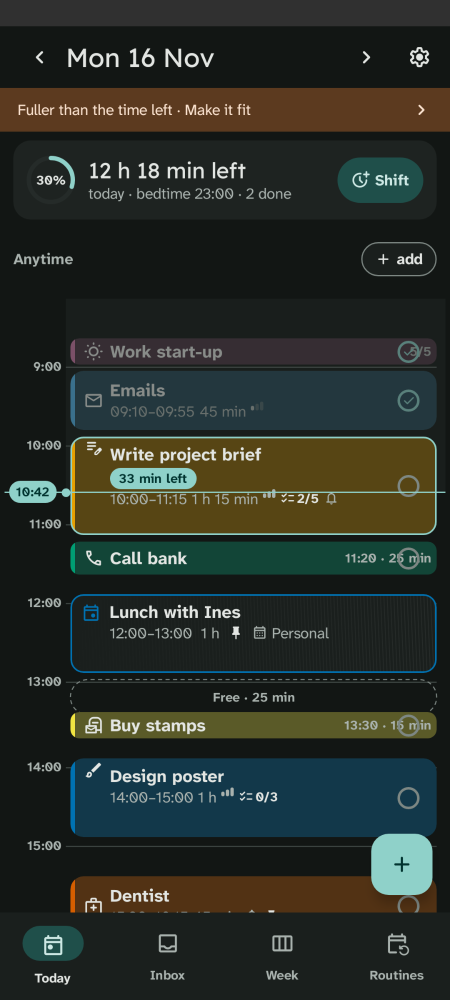 Mon 16 Nov
Fuller than the time left · Make it fit
30%
12 h 18 min left
today · bedtime 23:00 · 2 done
Shift
Anytime
+ add
Work start-up
5/5
9:00
Emails
09:10–09:55 45 min
10:00
Write project brief
33 min left
10:42
10:00–11:15 1 h 15 min 2/5
11:00
Call bank
11:20 · 25 min
12:00
Lunch with Ines
12:00–13:00 1 h Personal
13:00
Free · 25 min
Buy stamps
13:30 · 15 min
14:00
Design poster
14:00–15:00 1 h 0/3
15:00
Dentist
Today
Inbox
Week
Routines